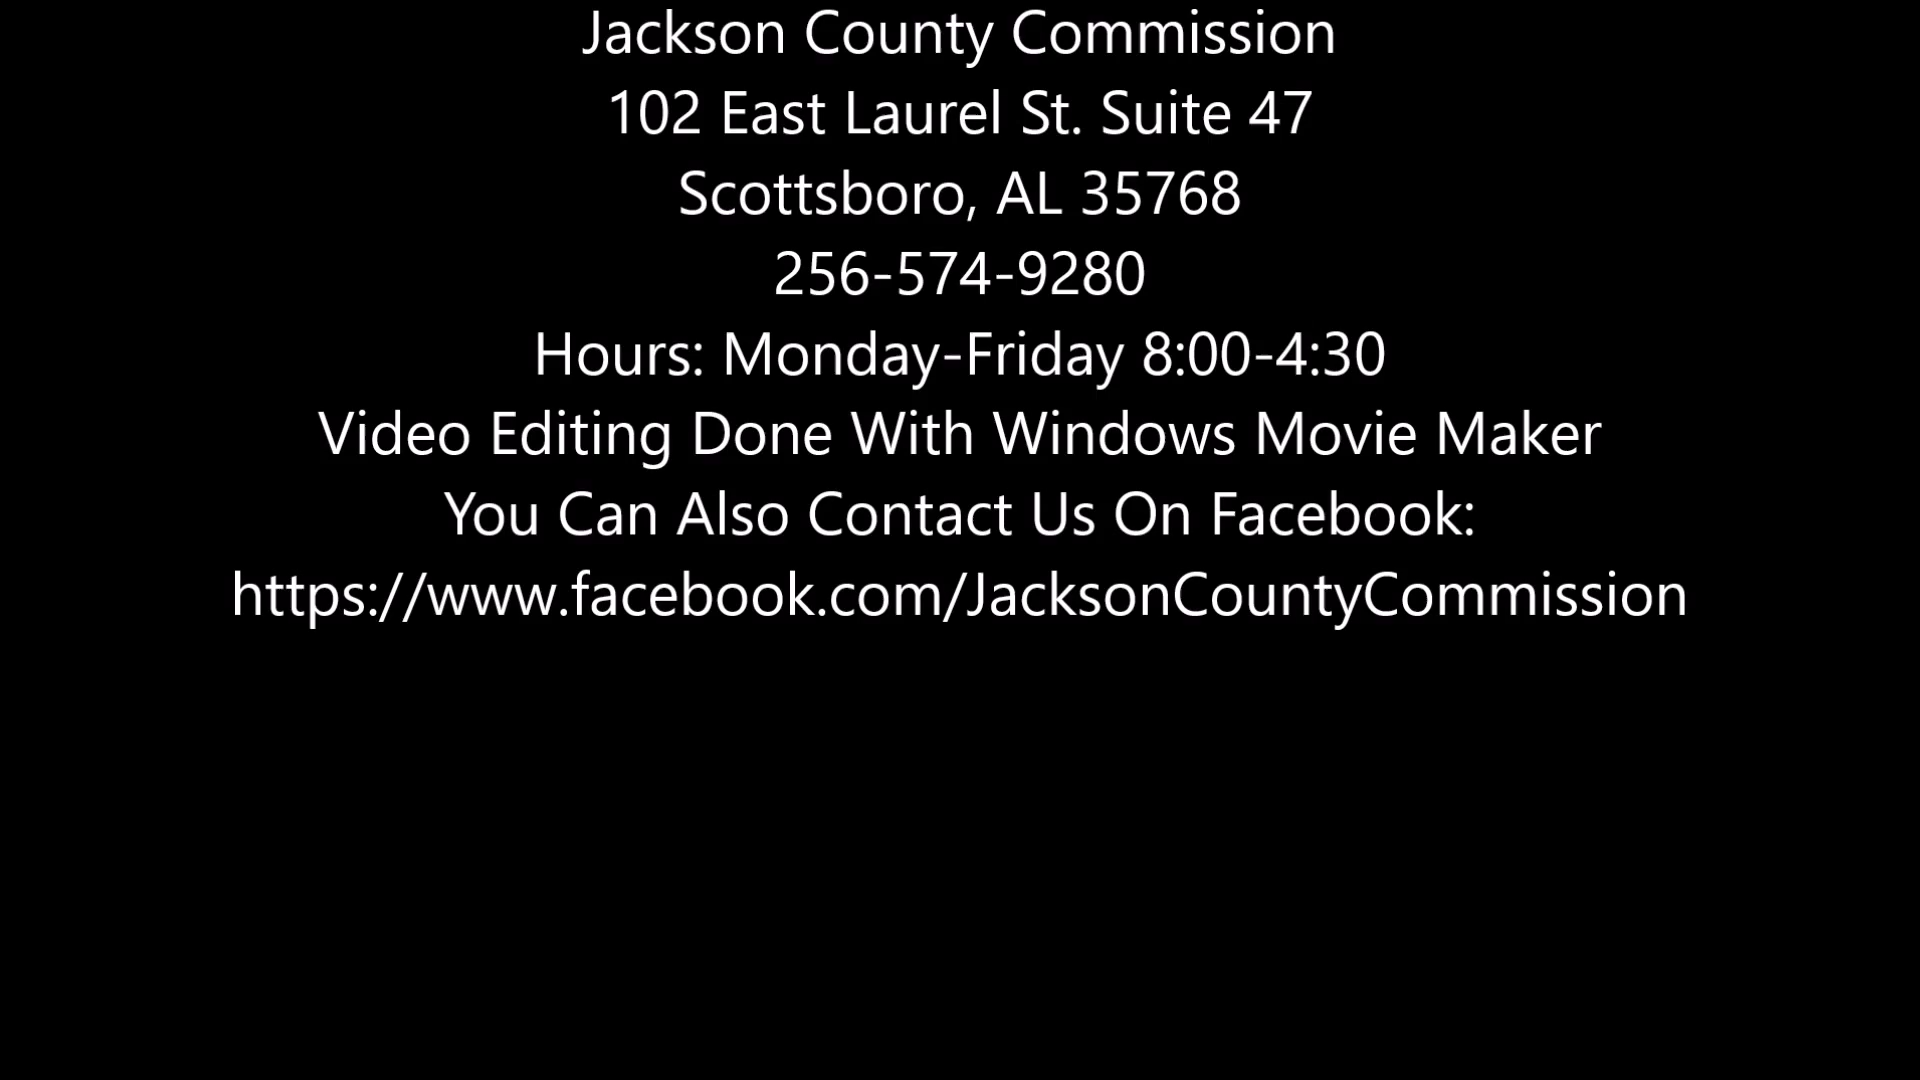 Jackson County Commission
102 East Laurel St. Suite 47
Scottsboro, AL 35768
256-574-9280
Hours: Monday-Friday 8:00-4:30
Video Editing Done With Windows Movie Maker
You Can Also Contact Us On Facebook:
https://www.facebook.com/JacksonCountyCommission